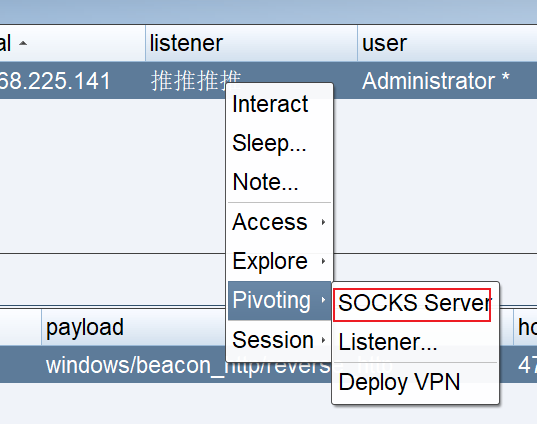 al listener user
68.225.141 推推推推 Administrator *
Interact
Sleep...
Note...
Access
Explore
Pivoting
SOCKS Server
Session
Listener...
Deploy VPN
payload ho
windows/beacon_http/reverse_http 47